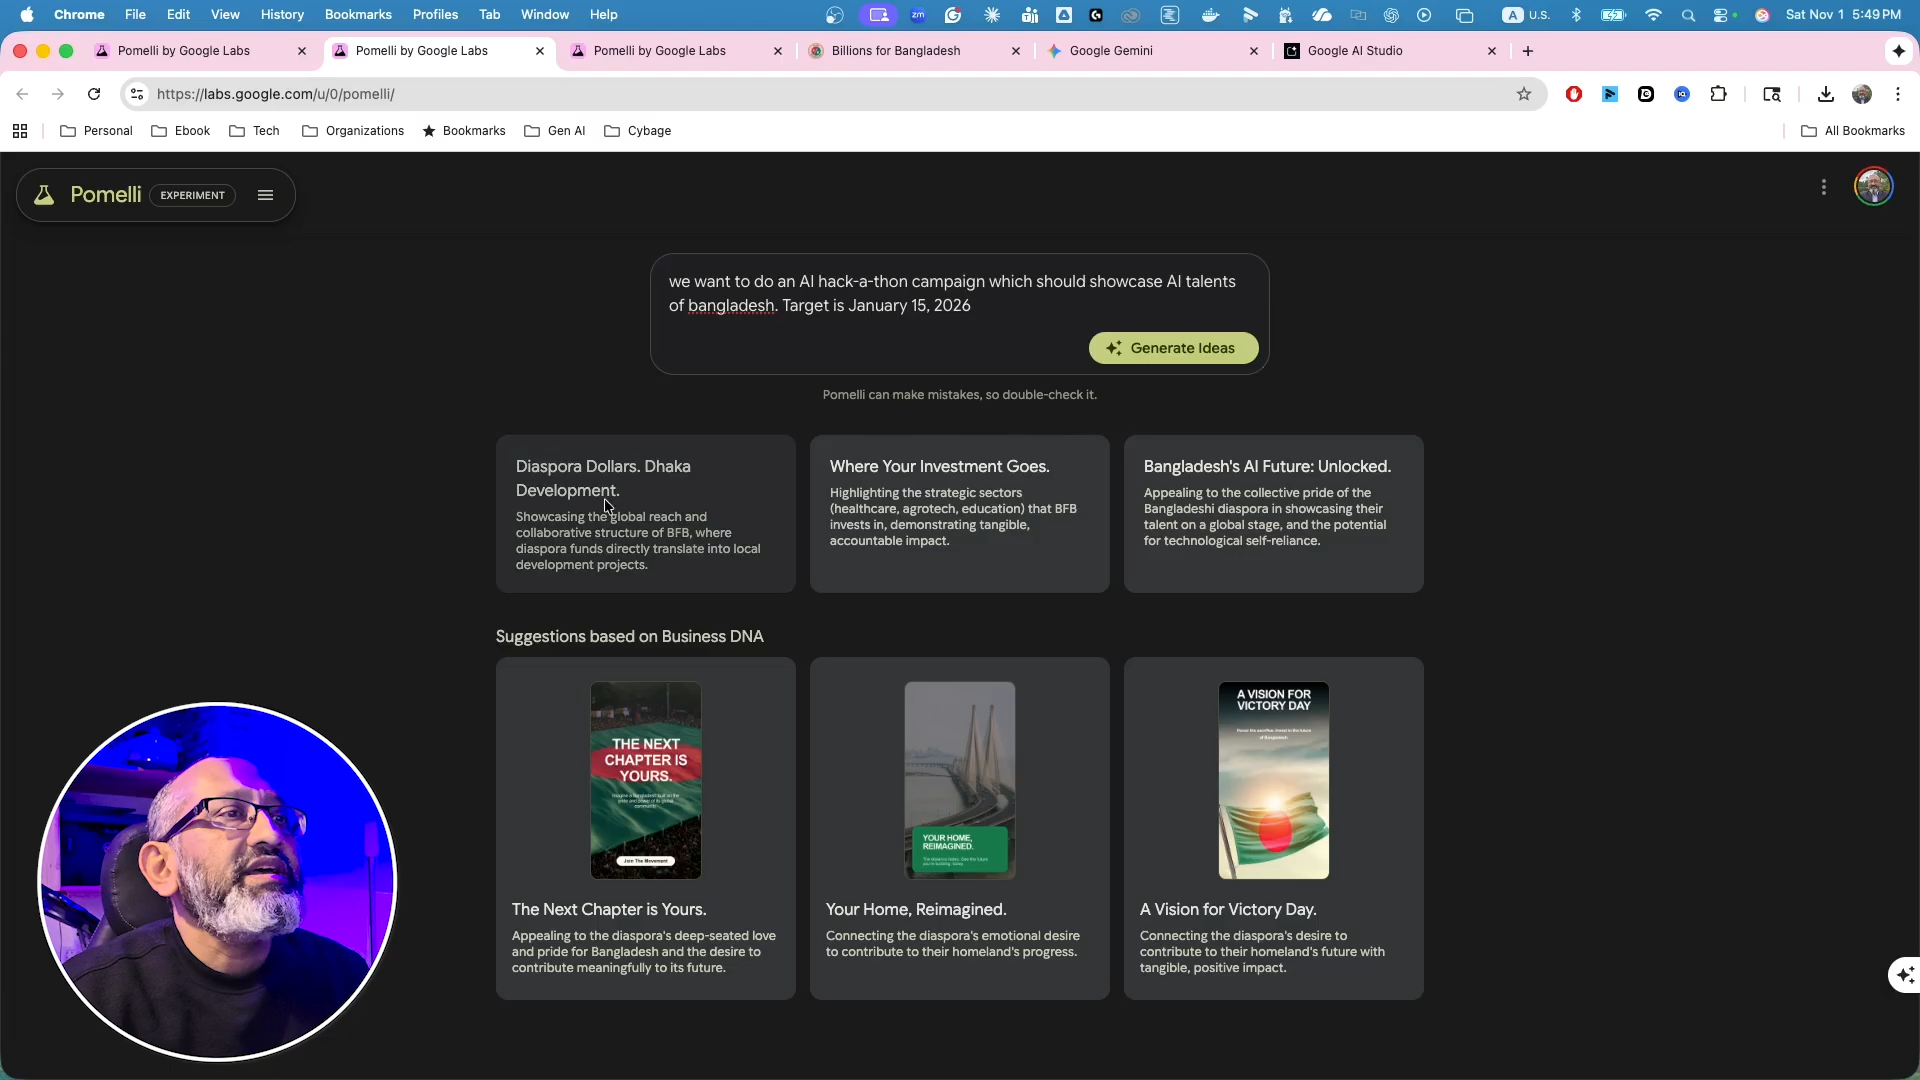 Chrome File Edit View History Bookmarks Profiles Tab Window Help
zm A U.S. Sat Nov 1 5:49 PM
Pomelli by Google Labs Pomelli by Google Labs Pomelli by Google Labs Billions for Bangladesh Google Gemini Google AI Studio
https://labs.google.com/u/0/pomelli/
Personal Ebook Tech Organizations Bookmarks Gen AI Cybage All Bookmarks
Pomelli EXPERIMENT
we want to do an AI hack-a-thon campaign which should showcase AI talents
of bangladesh. Target is January 15, 2026
Generate Ideas
Pomelli can make mistakes, so double-check it.
Diaspora Dollars. Dhaka
Development.
Showcasing the global reach and
collaborative structure of BFB, where
diaspora funds directly translate into local
development projects.
Where Your Investment Goes.
Highlighting the strategic sectors
(healthcare, agrotech, education) that BFB
invests in, demonstrating tangible,
accountable impact.
Bangladesh's AI Future: Unlocked.
Appealing to the collective pride of the
Bangladeshi diaspora in showcasing their
talent on a global stage, and the potential
for technological self-reliance.
Suggestions based on Business DNA
THE NEXT
CHAPTER IS
YOURS.
Join The Movement
The Next Chapter is Yours.
Appealing to the diaspora's deep-seated love
and pride for Bangladesh and the desire to
contribute meaningfully to its future.
YOUR HOME,
REIMAGINED.
Your Home, Reimagined.
Connecting the diaspora's emotional desire
to contribute to their homeland's progress.
A VISION FOR
VICTORY DAY
A Vision for Victory Day.
Connecting the diaspora's desire to
contribute to their homeland's future with
tangible, positive impact.